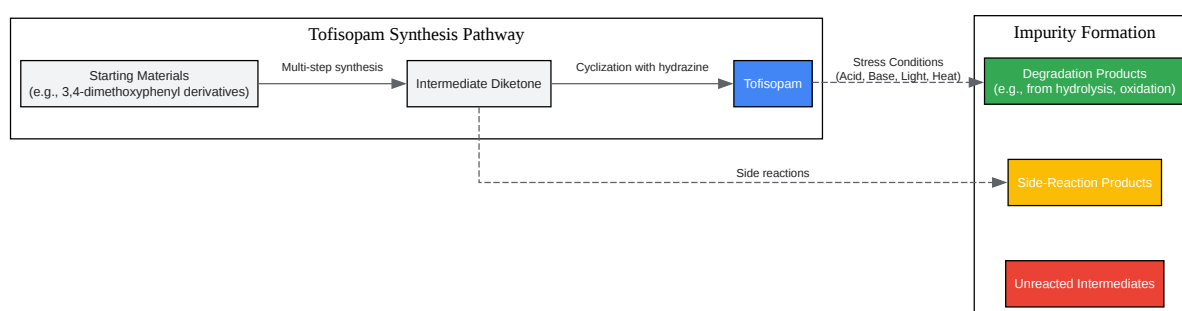 Tofisopam Synthesis Pathway
Starting Materials
(e.g., 3,4-dimethoxyphenyl derivatives)
Multi-step synthesis
Intermediate Diketone
Cyclization with hydrazine
Tofisopam
Stress Conditions
(Acid, Base, Light, Heat)
Side reactions
Impurity Formation
Degradation Products
(e.g., from hydrolysis, oxidation)
Side-Reaction Products
Unreacted Intermediates